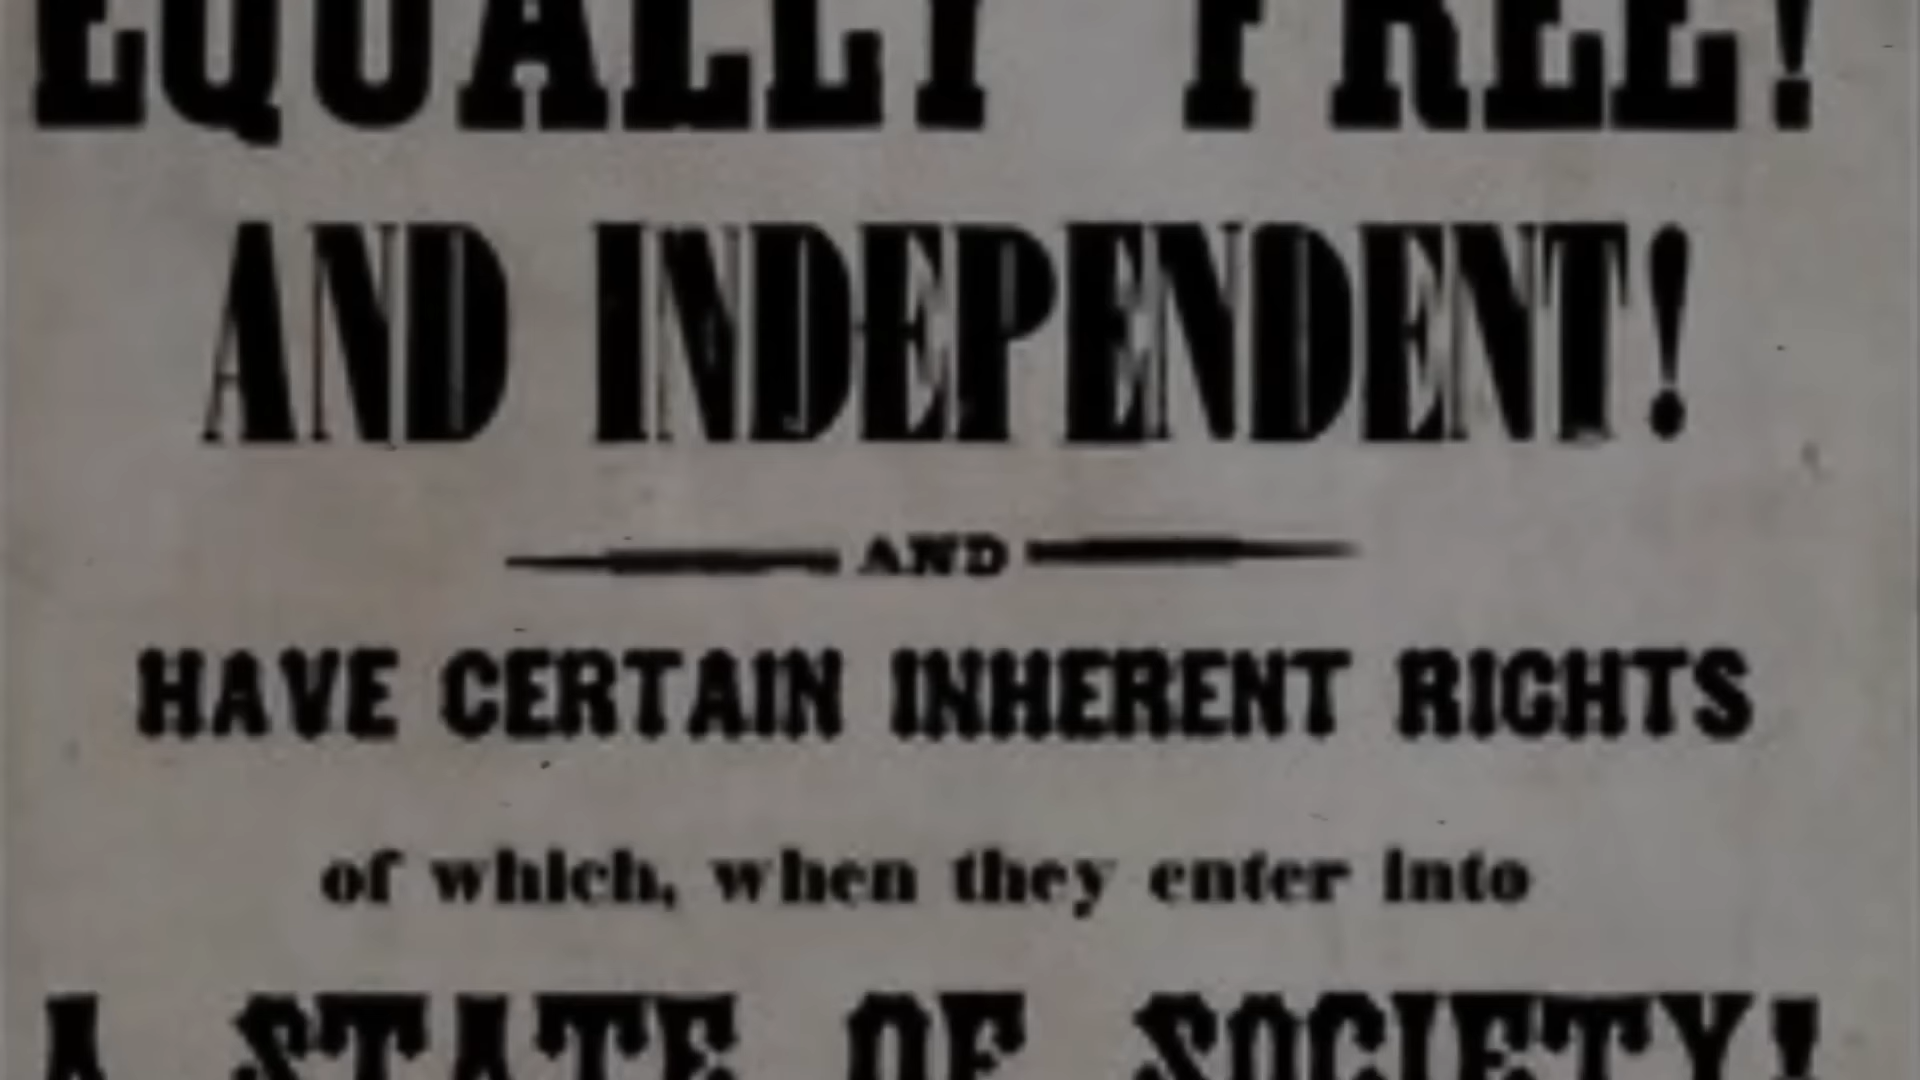 EQUALLY FREE!
AND INDEPENDENT!
AND
HAVE CERTAIN INHERENT RIGHTS
of which, when they enter into
A STATE OF SOCIETY!